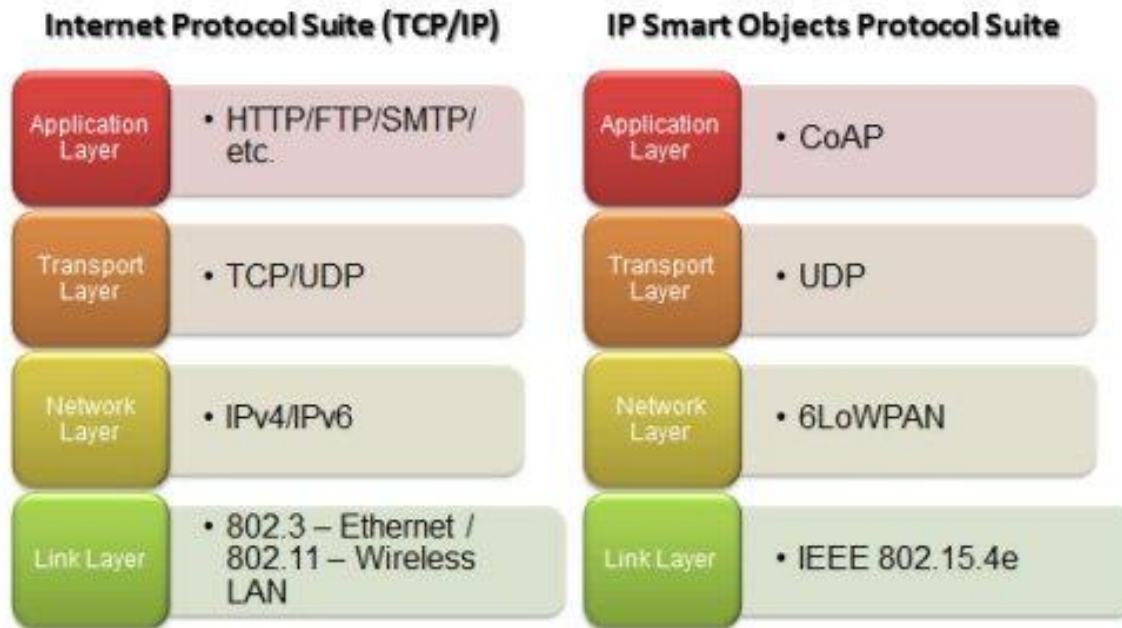 Internet Protocol Suite (TCP/IP)
IP Smart Objects Protocol Suite
Application
Layer
• HTTP/FTP/SMTP/
etc.
Transport
Layer
• TCP/UDP
Network
Layer
• IPv4/IPv6
Link Layer
• 802.3 – Ethernet /
802.11 – Wireless
LAN
Application
Layer
• CoAP
Transport
Layer
• UDP
Network
Layer
• 6LoWPAN
Link Layer
• IEEE 802.15.4e